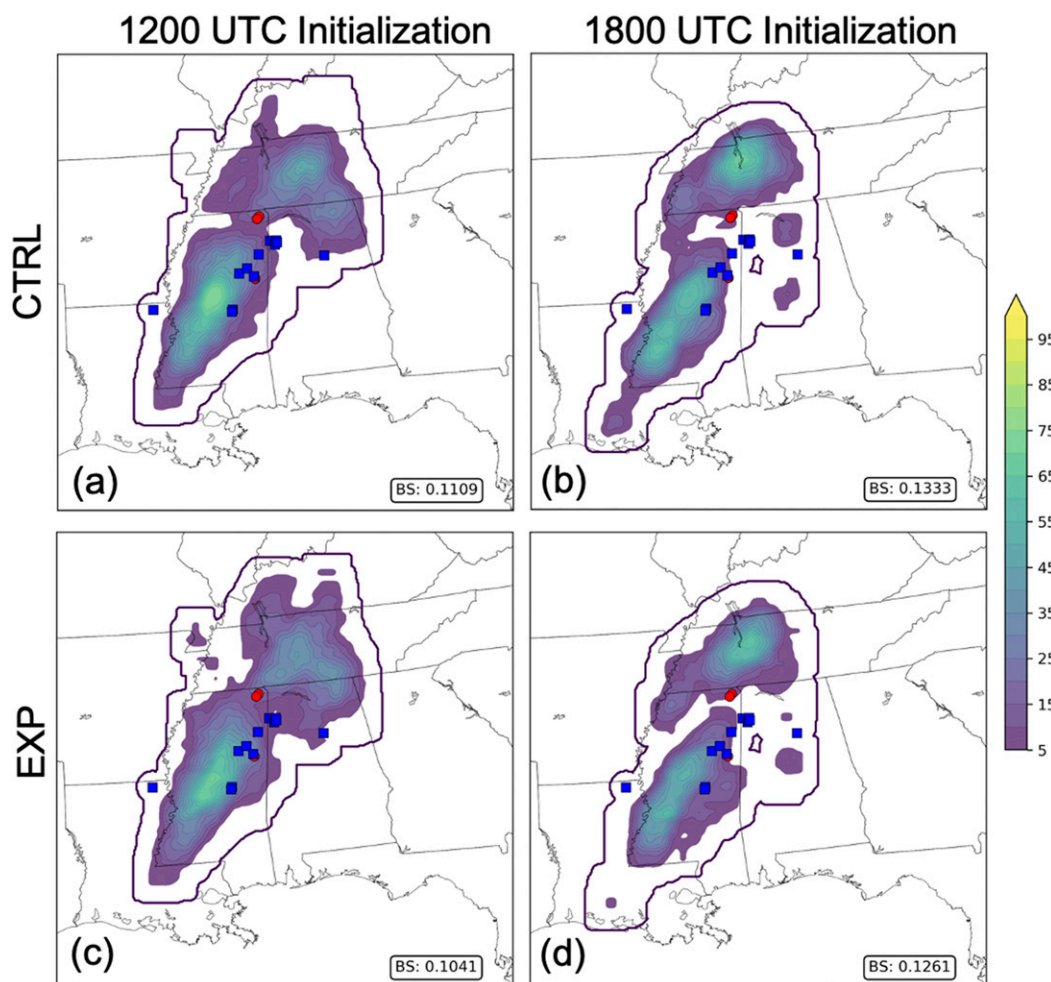 1200 UTC Initialization 1800 UTC Initialization
CTRL
(a)
BS: 0.1109
(b)
BS: 0.1333
EXP
(c)
BS: 0.1041
(d)
BS: 0.1261
95
85
75
65
55
45
35
25
15
5